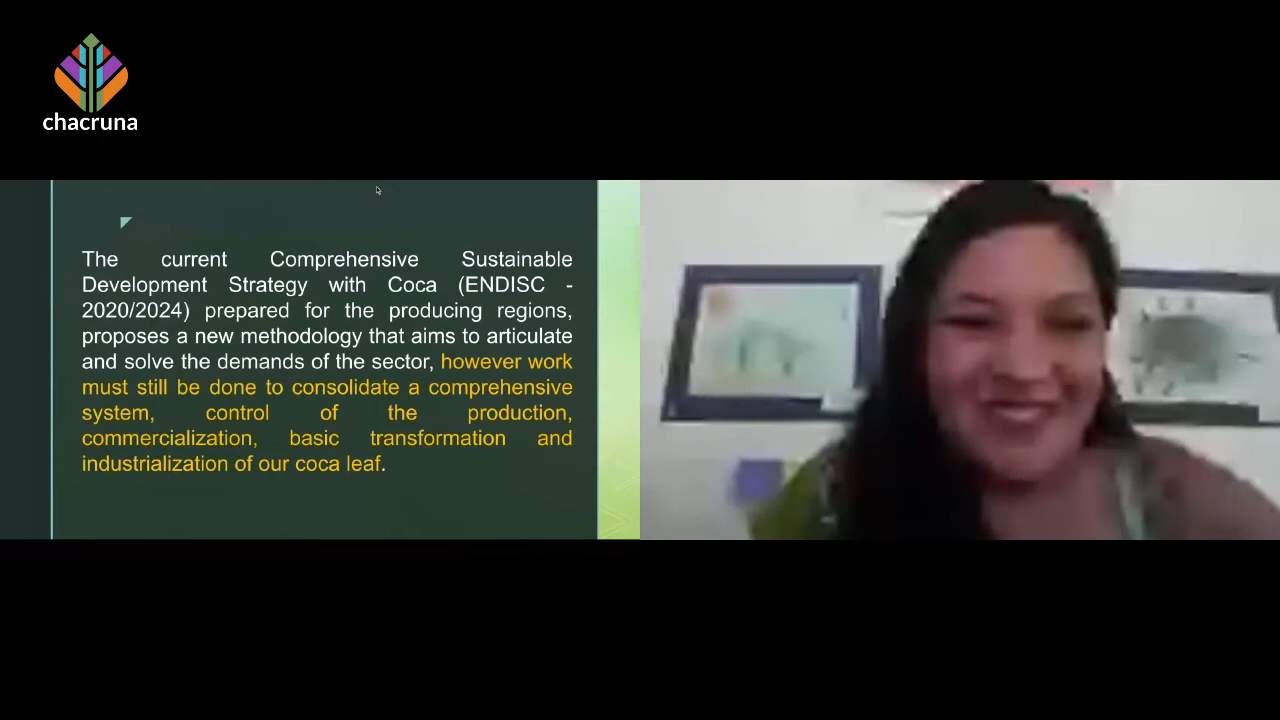 chacruna
The current Comprehensive Sustainable
Development Strategy with Coca (ENDISC -
2020/2024) prepared for the producing regions,
proposes a new methodology that aims to articulate
and solve the demands of the sector, however work
must still be done to consolidate a comprehensive
system, control of the production,
commercialization, basic transformation and
industrialization of our coca leaf.